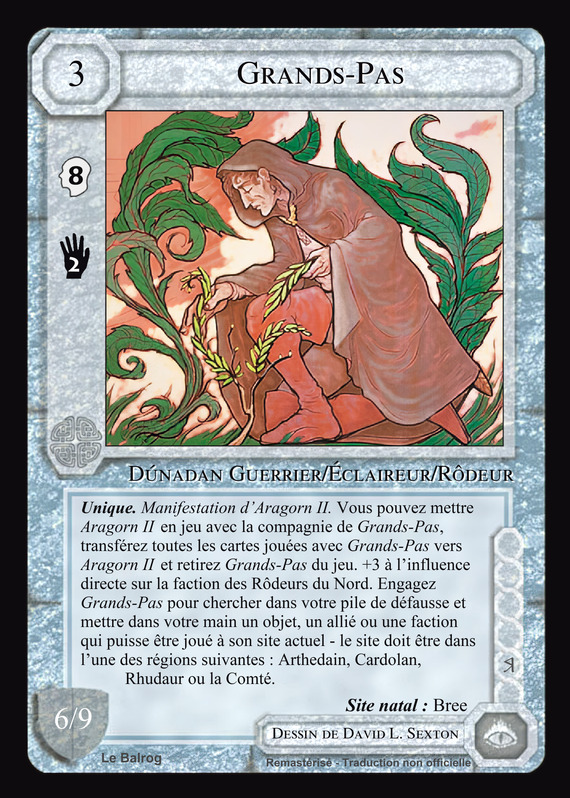 3
Grands-Pas
8
2
Dúnadan Guerrier/Éclaireur/Rôdeur
Unique. Manifestation d'Aragorn II. Vous pouvez mettre
Aragorn II en jeu avec la compagnie de Grands-Pas,
transférez toutes les cartes jouées avec Grands-Pas vers
Aragorn II et retirez Grands-Pas du jeu. +3 à l'influence
directe sur la faction des Rôdeurs du Nord. Engagez
Grands-Pas pour chercher dans votre pile de défausse et
mettre dans votre main un objet, un allié ou une faction
qui puisse être joué à son site actuel - le site doit être dans
l'une des régions suivantes : Arthedain, Cardolan,
Rhudaur ou la Comté.
Site natal : Bree
6/9
Dessin de David L. Sexton
Le Balrog
Remastérisé - Traduction non officielle